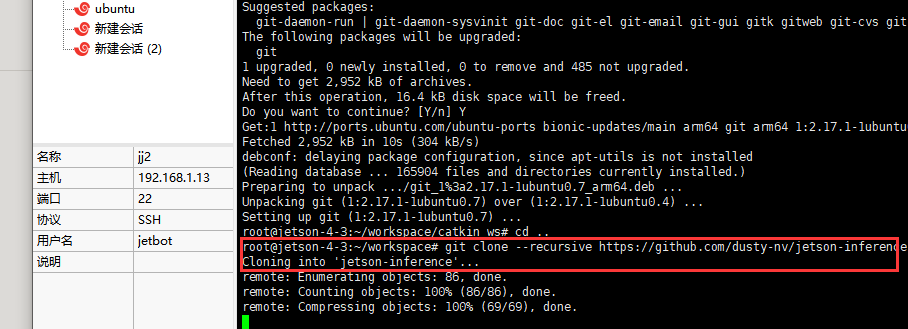 ubuntu
新建会话
新建会话 (2)
名称 jj2
主机 192.168.1.13
端口 22
协议 SSH
用户名 jetbot
说明
Suggested packages:
git-daemon-run | git-daemon-sysvinit git-doc git-el git-email git-gui gitk gitweb git-cvs git
The following packages will be upgraded:
git
1 upgraded, 0 newly installed, 0 to remove and 485 not upgraded.
Need to get 2,952 kB of archives.
After this operation, 16.4 kB disk space will be freed.
Do you want to continue? [Y/n] Y
Get:1 http://ports.ubuntu.com/ubuntu-ports bionic-updates/main arm64 git arm64 1:2.17.1-1ubuntu
Fetched 2,952 kB in 10s (304 kB/s)
debconf: delaying package configuration, since apt-utils is not installed
(Reading database ... 165904 files and directories currently installed.)
Preparing to unpack .../git_1%3a2.17.1-1ubuntu0.7_arm64.deb ...
Unpacking git (1:2.17.1-1ubuntu0.7) over (1:2.17.1-1ubuntu0.4) ...
Setting up git (1:2.17.1-1ubuntu0.7) ...
root@jetson-4-3:~/workspace/catkin_ws# cd ..
root@jetson-4-3:~/workspace# git clone --recursive https://github.com/dusty-nv/jetson-inference
Cloning into 'jetson-inference'...
remote: Enumerating objects: 86, done.
remote: Counting objects: 100% (86/86), done.
remote: Compressing objects: 100% (69/69), done.